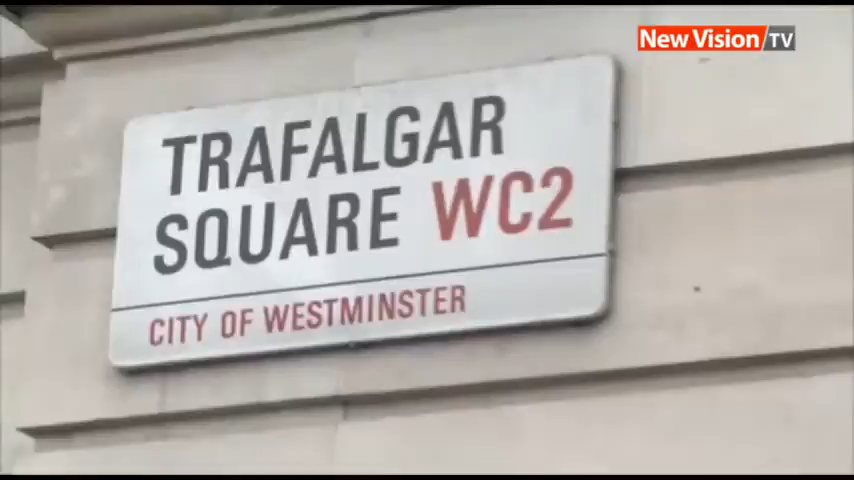 New Vision/TV
TRAFALGAR
SQUARE WC2
CITY OF WESTMINSTER